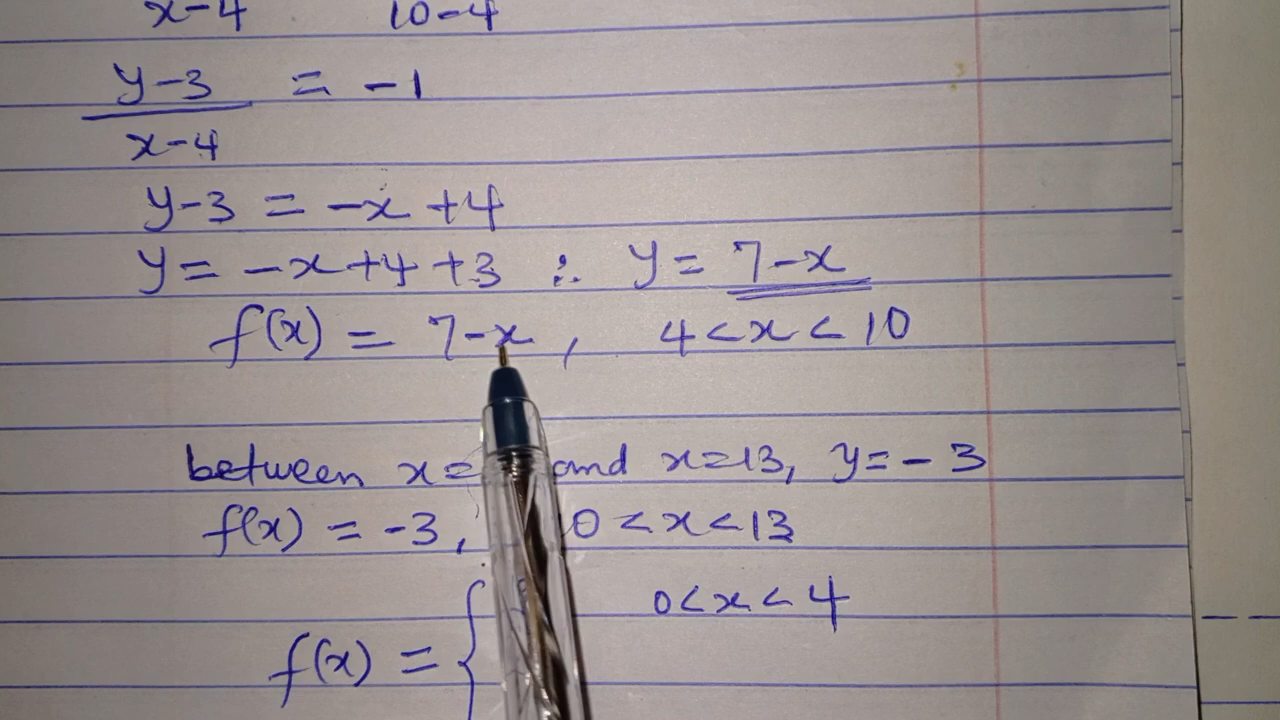 x-4 10-4
y-3 = -1
x-4
y-3 = -x +4
y = -x+4 +3 ∴ y = 7-x
f(x) = 7-x , 4<x<10
between x= and x=13, y=-3
f(x) = -3 , 0<x<13
0<x<4
f(x) = {